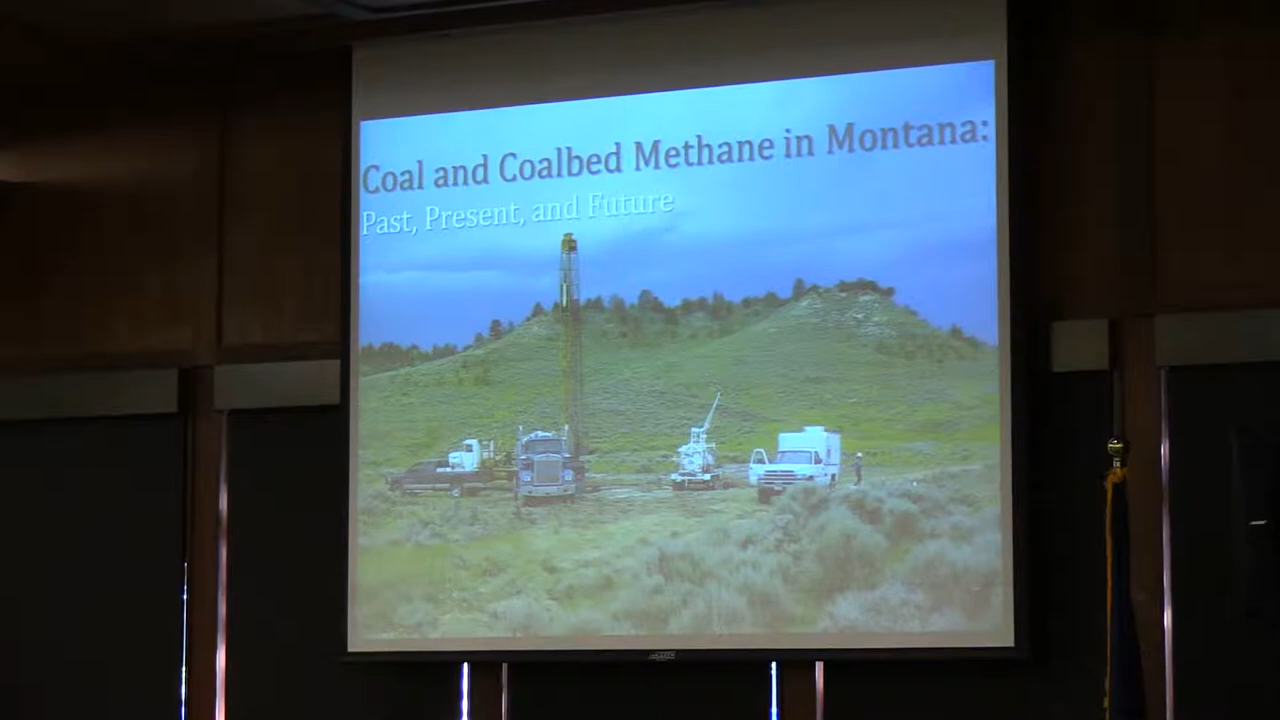 Coal and Coalbed Methane in Montana:
Past, Present, and Future